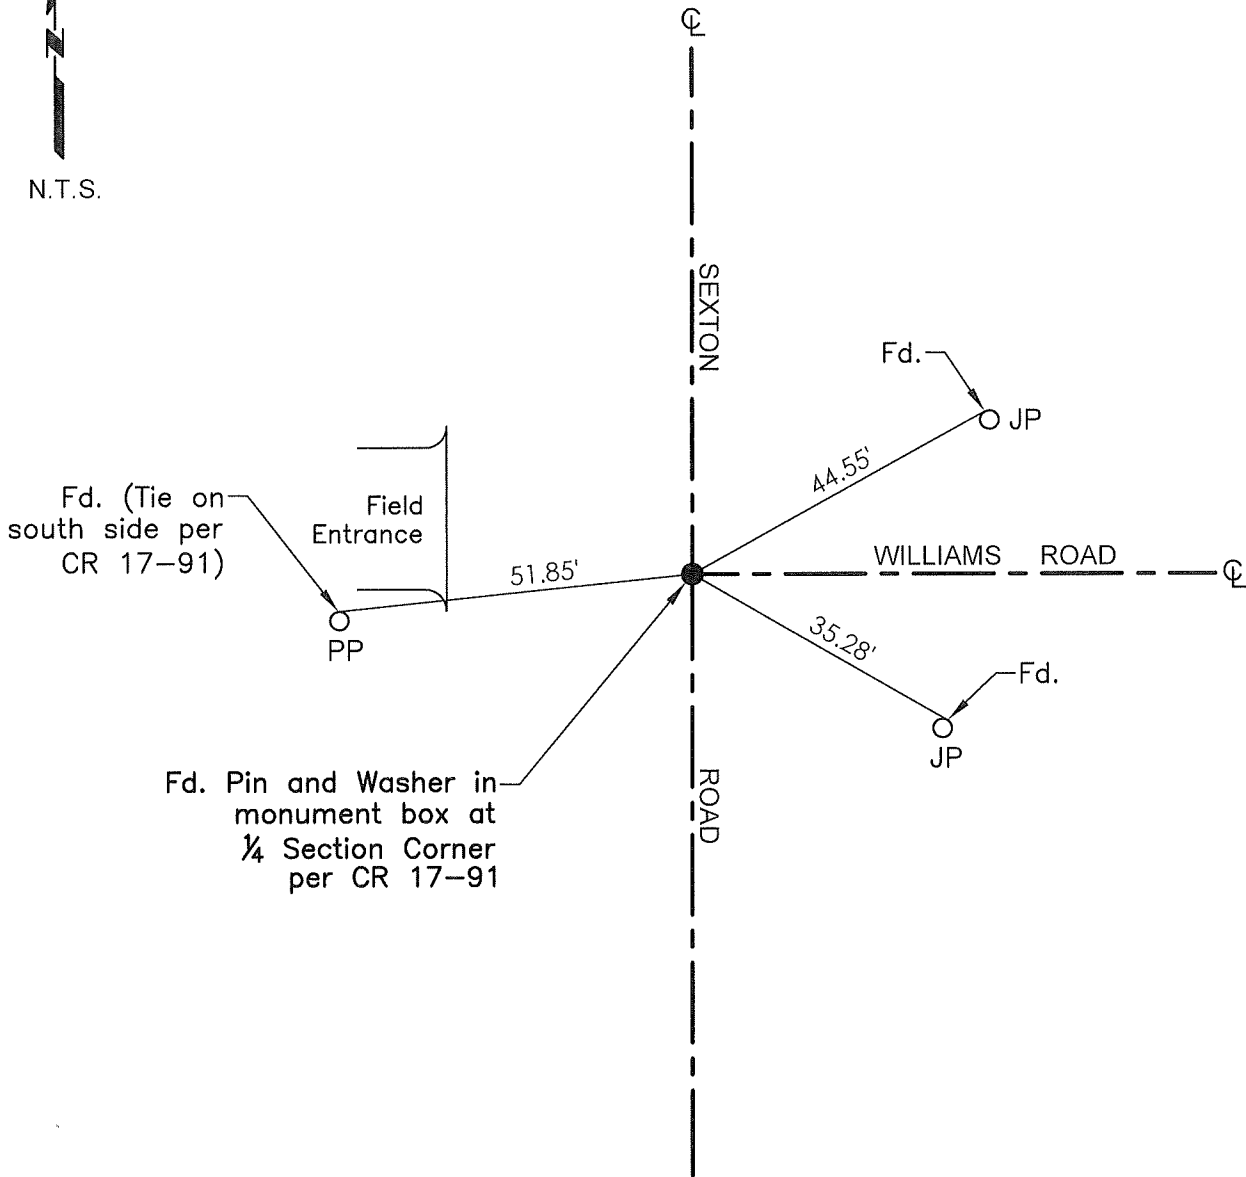 ℄
N
N.T.S.
SEXTON
Fd.
JP
44.55'
Fd. (Tie on
south side per
CR 17-91)
Field
Entrance
51.85'
WILLIAMS ROAD
℄
PP
35.28'
Fd.
JP
Fd. Pin and Washer in
monument box at
¼ Section Corner
per CR 17-91
ROAD